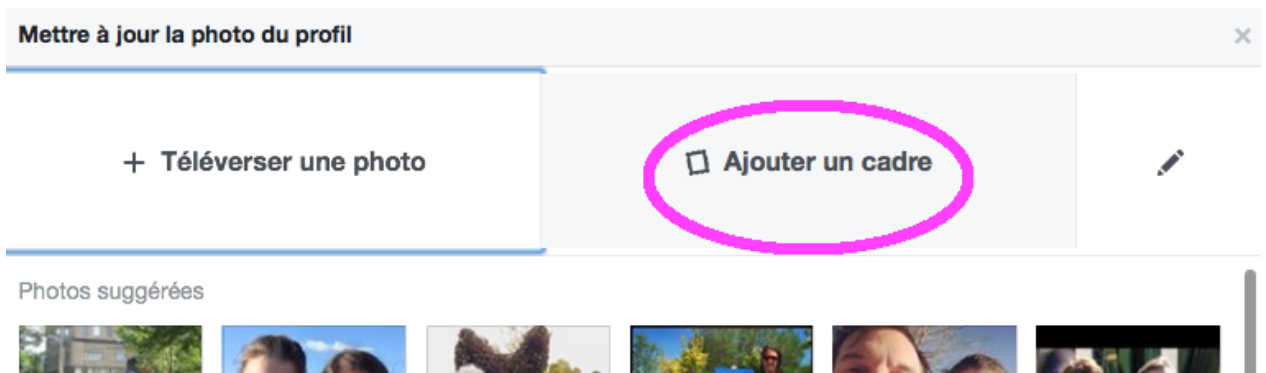 Mettre à jour la photo du profil
+ Téléverser une photo
Ajouter un cadre
Photos suggérées